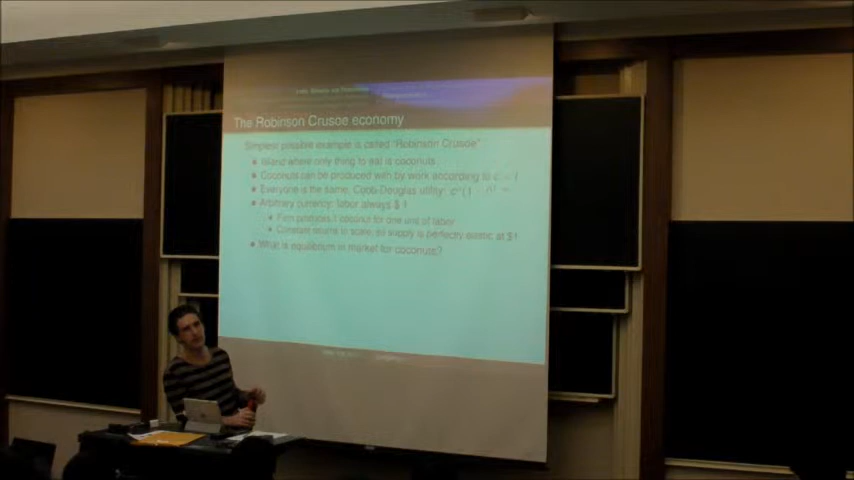 The Robinson Crusoe economy
Simplest possible example is called "Robinson Crusoe"
Island where only thing to eat is coconuts
Coconuts can be produced with by work according to c = l
Everyone is the same, Cobb-Douglas utility:
Arbitrary currency: labor always $1
Firm produces 1 coconut for one unit of labor
Constant returns to scale, so supply is perfectly elastic at $1
What is equilibrium in market for coconuts?